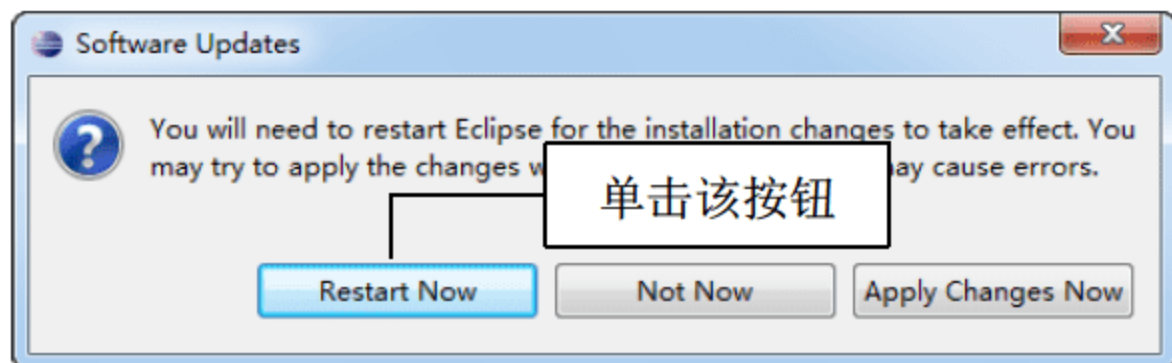 Software Updates
You will need to restart Eclipse for the installation changes to take effect. You
may try to apply the changes may cause errors.
单击该按钮
Restart Now
Not Now
Apply Changes Now